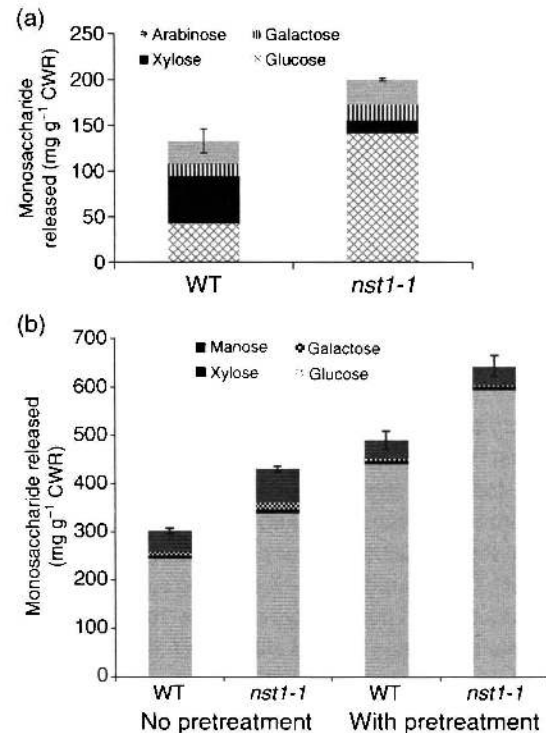 (a)
Arabinose Galactose
Xylose Glucose
Monosaccharide
released (mg g⁻¹ CWR)
250
200
150
100
50
0
WT nst1-1
(b)
Manose Galactose
Xylose Glucose
Monosaccharide released
(mg g⁻¹ CWR)
700
600
500
400
300
200
100
0
WT nst1-1 WT nst1-1
No pretreatment With pretreatment